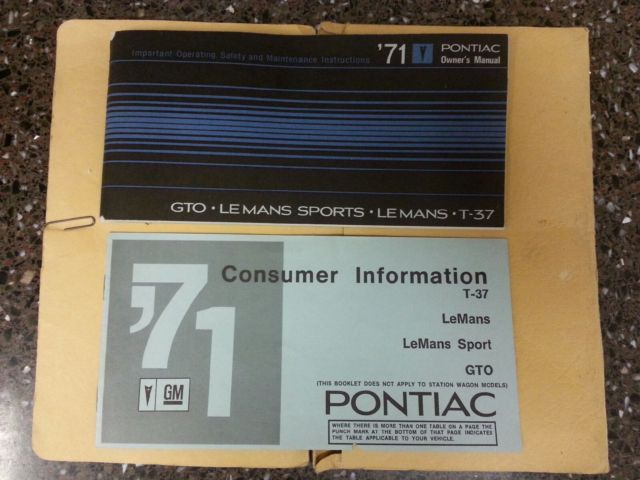 Important Operating, Safety and Maintenance Instructions '71 PONTIAC
Owner's Manual
GTO • LE MANS SPORTS • LE MANS • T-37
'71
Consumer Information
T-37
LeMans
LeMans Sport
GTO
(THIS BOOKLET DOES NOT APPLY TO STATION WAGON MODELS)
GM
PONTIAC
WHERE THERE IS MORE THAN ONE TABLE ON A PAGE THE
PUNCH MARK AT THE BOTTOM OF THAT PAGE INDICATES
THE TABLE APPLICABLE TO YOUR VEHICLE.